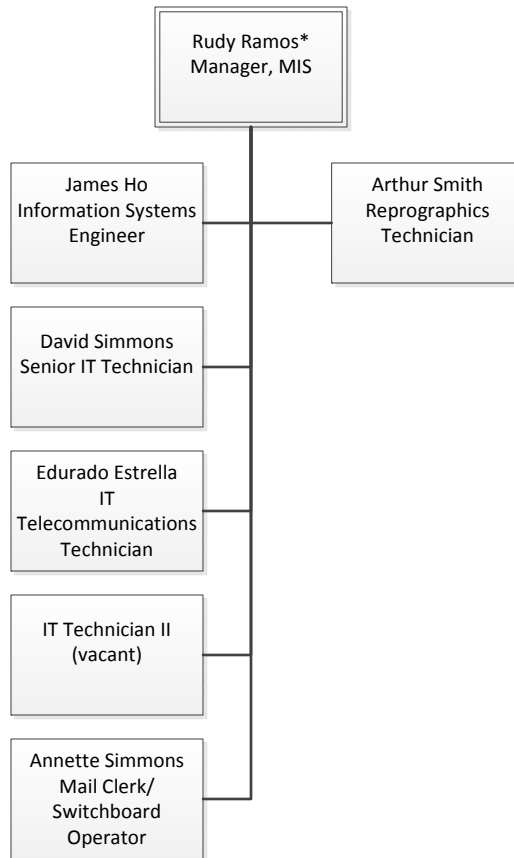 Rudy Ramos*
Manager, MIS
James Ho
Information Systems
Engineer
Arthur Smith
Reprographics
Technician
David Simmons
Senior IT Technician
Edurado Estrella
IT
Telecommunications
Technician
IT Technician II
(vacant)
Annette Simmons
Mail Clerk/
Switchboard
Operator